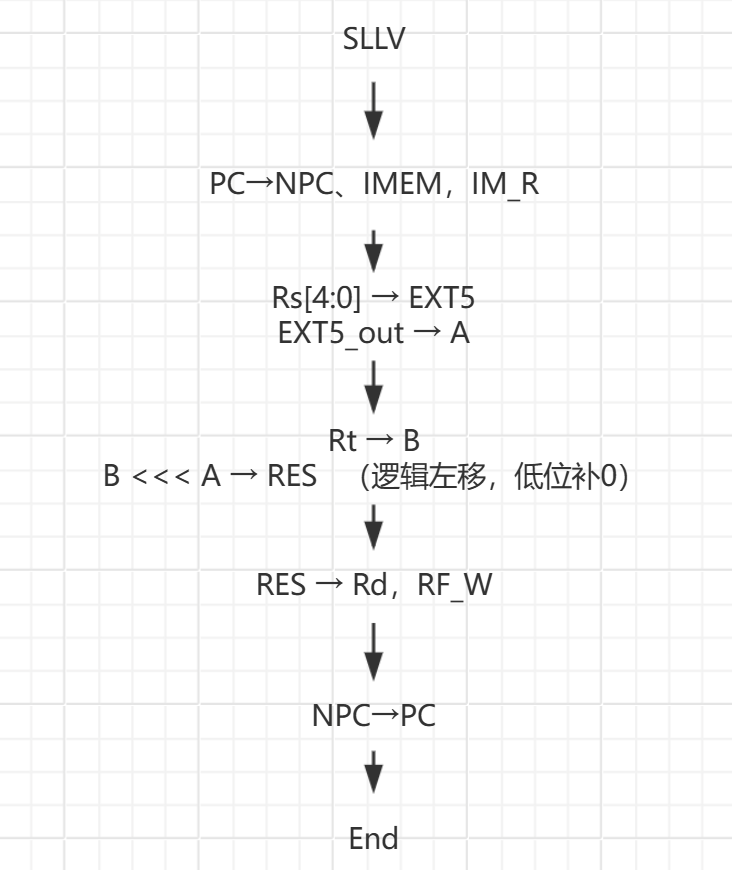 SLLV
PC→NPC、IMEM，IM_R
Rs[4:0] → EXT5
EXT5_out → A
Rt → B
B <<< A → RES （逻辑左移，低位补0）
RES → Rd，RF_W
NPC→PC
End